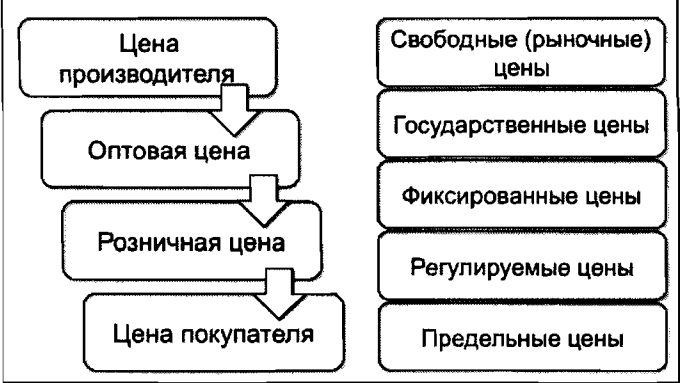 Цена
производителя
Оптовая цена
Розничная цена
Цена покупателя
Свободные (рыночные)
цены
Государственные цены
Фиксированные цены
Регулируемые цены
Предельные цены